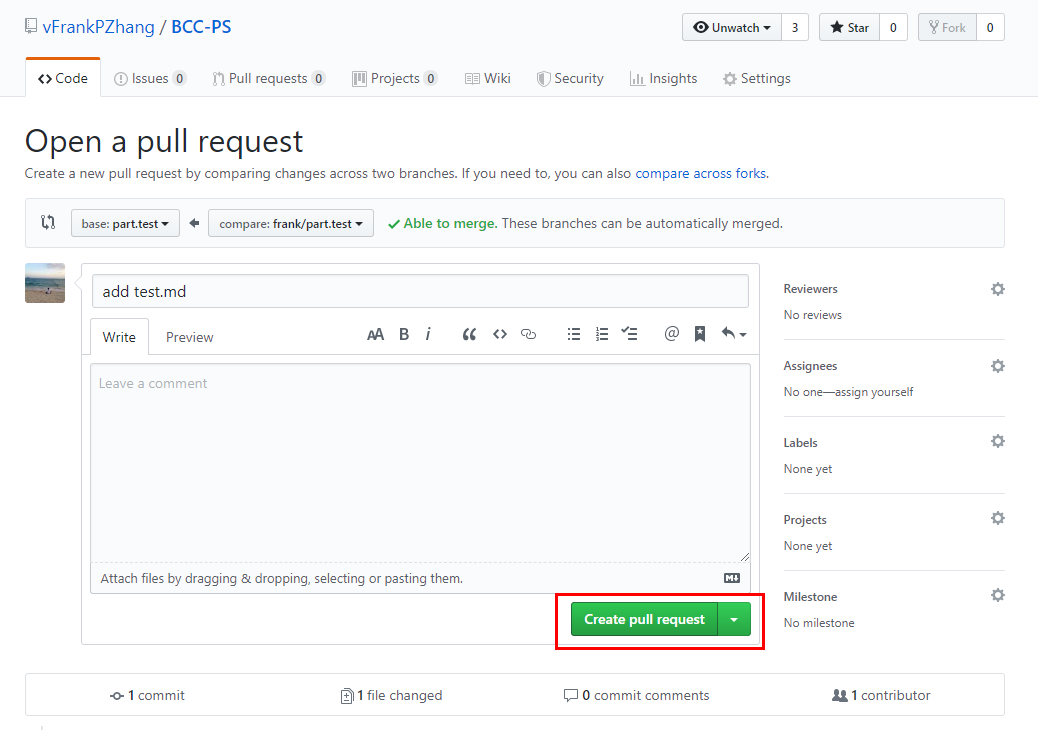 vFrankPZhang / BCC-PS
Unwatch 3 Star 0 Fork 0
Code Issues 0 Pull requests 0 Projects 0 Wiki Security Insights Settings
Open a pull request
Create a new pull request by comparing changes across two branches. If you need to, you can also compare across forks.
base: part.test compare: frank/part.test Able to merge. These branches can be automatically merged.
add test.md
Write Preview AA B i @
Leave a comment
Attach files by dragging & dropping, selecting or pasting them.
Create pull request
Reviewers
No reviews
Assignees
No one—assign yourself
Labels
None yet
Projects
None yet
Milestone
No milestone
1 commit 1 file changed 0 commit comments 1 contributor